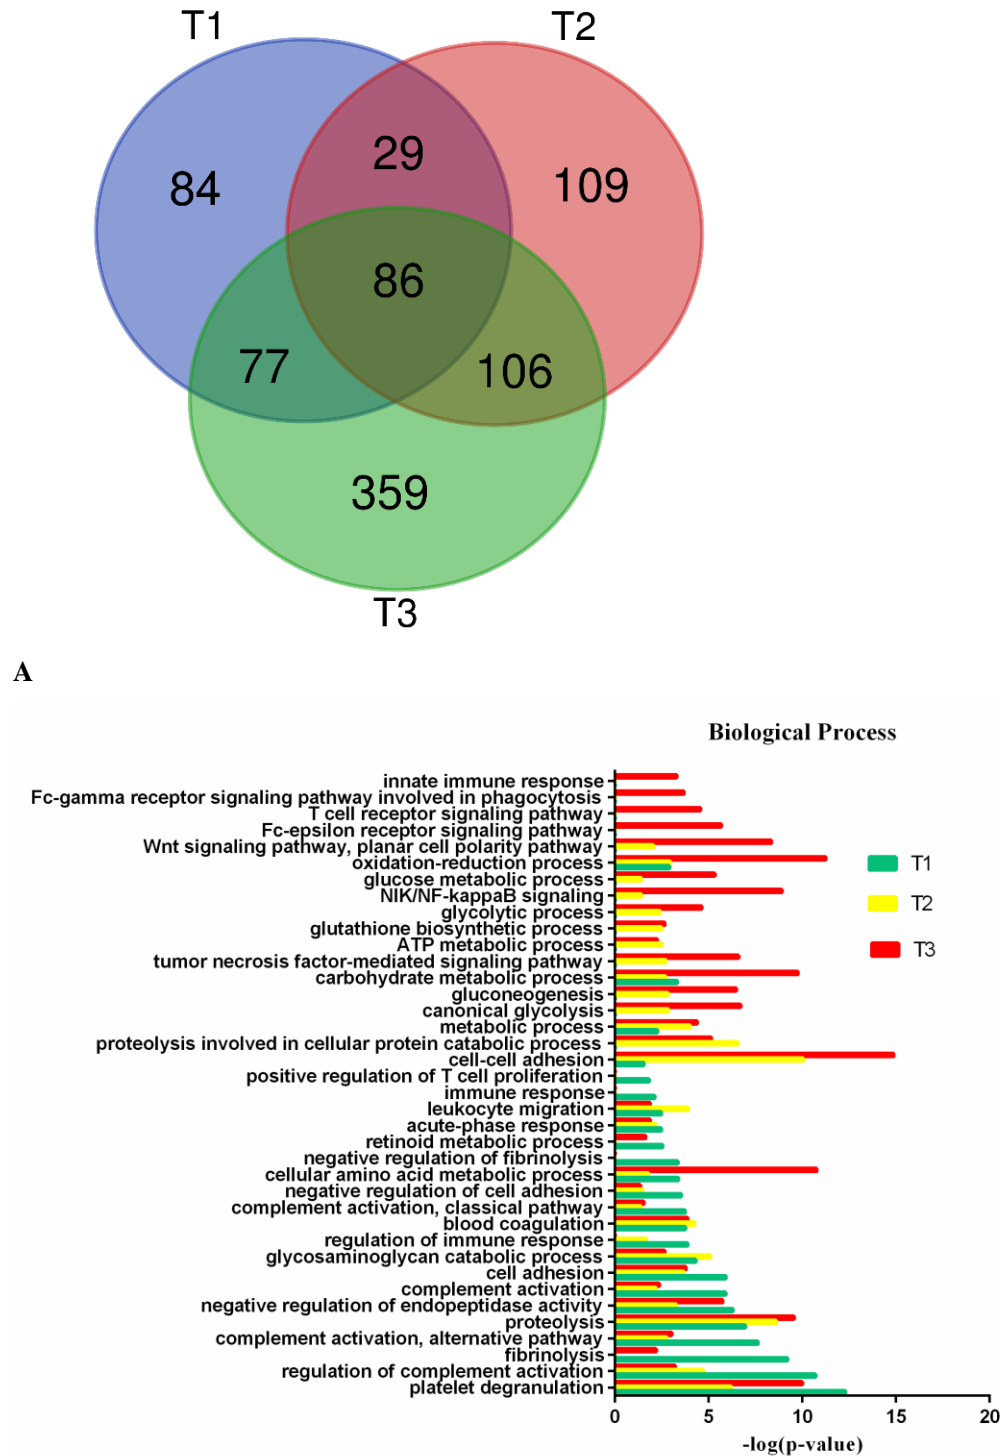 T1
T2
29
84
109
86
77
106
359
T3
A
Biological Process
innate immune response
Fc-gamma receptor signaling pathway involved in phagocytosis
T cell receptor signaling pathway
Fc-epsilon receptor signaling pathway
Wnt signaling pathway, planar cell polarity pathway
oxidation-reduction process
glucose metabolic process
NIK/NF-kappaB signaling
glycolytic process
glutathione biosynthetic process
ATP metabolic process
tumor necrosis factor-mediated signaling pathway
carbohydrate metabolic process
gluconeogenesis
canonical glycolysis
metabolic process
proteolysis involved in cellular protein catabolic process
cell-cell adhesion
positive regulation of T cell proliferation
immune response
leukocyte migration
acute-phase response
retinoid metabolic process
negative regulation of fibrinolysis
cellular amino acid metabolic process
negative regulation of cell adhesion
complement activation, classical pathway
blood coagulation
regulation of immune response
glycosaminoglycan catabolic process
cell adhesion
complement activation
negative regulation of endopeptidase activity
proteolysis
complement activation, alternative pathway
fibrinolysis
regulation of complement activation
platelet degranulation
T1
T2
T3
0 5 10 15 20
-log(p-value)